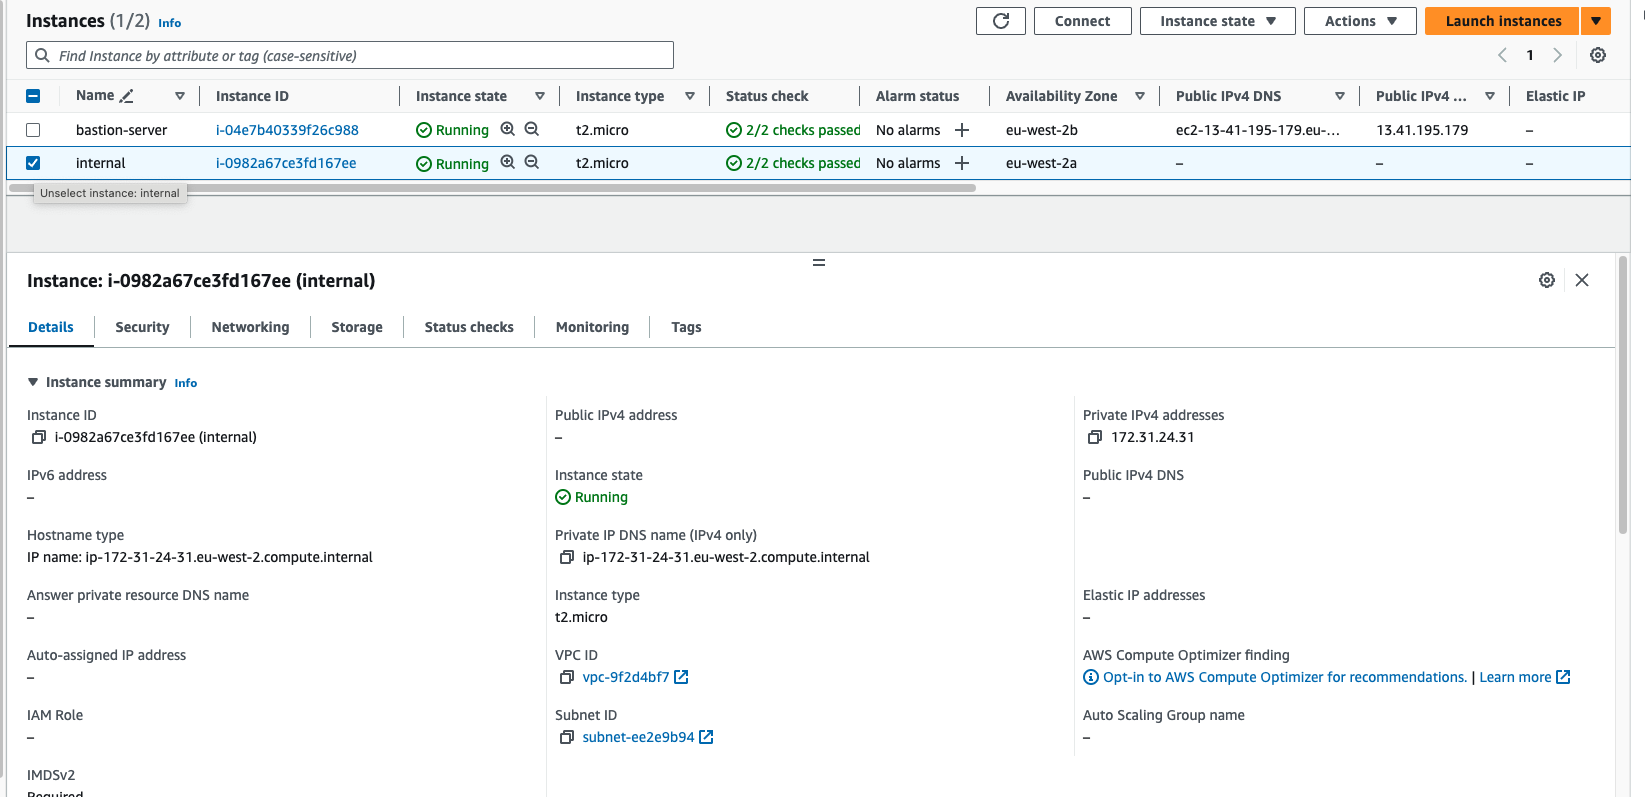 Instances (1/2) Info
Connect
Instance state
Actions
Launch instances
Find Instance by attribute or tag (case-sensitive)
1
Name Instance ID Instance state Instance type Status check Alarm status Availability Zone Public IPv4 DNS Public IPv4 ... Elastic IP
bastion-server i-04e7b40339f26c988 Running t2.micro 2/2 checks passed No alarms + eu-west-2b ec2-13-41-195-179.eu-... 13.41.195.179 –
internal i-0982a67ce3fd167ee Running t2.micro 2/2 checks passed No alarms + eu-west-2a – – –
Unselect instance: internal
Instance: i-0982a67ce3fd167ee (internal)
Details Security Networking Storage Status checks Monitoring Tags
Instance summary Info
Instance ID
i-0982a67ce3fd167ee (internal)
Public IPv4 address
–
Private IPv4 addresses
172.31.24.31
IPv6 address
–
Instance state
Running
Public IPv4 DNS
–
Hostname type
IP name: ip-172-31-24-31.eu-west-2.compute.internal
Private IP DNS name (IPv4 only)
ip-172-31-24-31.eu-west-2.compute.internal
Answer private resource DNS name
–
Instance type
t2.micro
Elastic IP addresses
–
Auto-assigned IP address
–
VPC ID
vpc-9f2d4bf7
AWS Compute Optimizer finding
Opt-in to AWS Compute Optimizer for recommendations. | Learn more
IAM Role
–
Subnet ID
subnet-ee2e9b94
Auto Scaling Group name
–
IMDSv2
Required